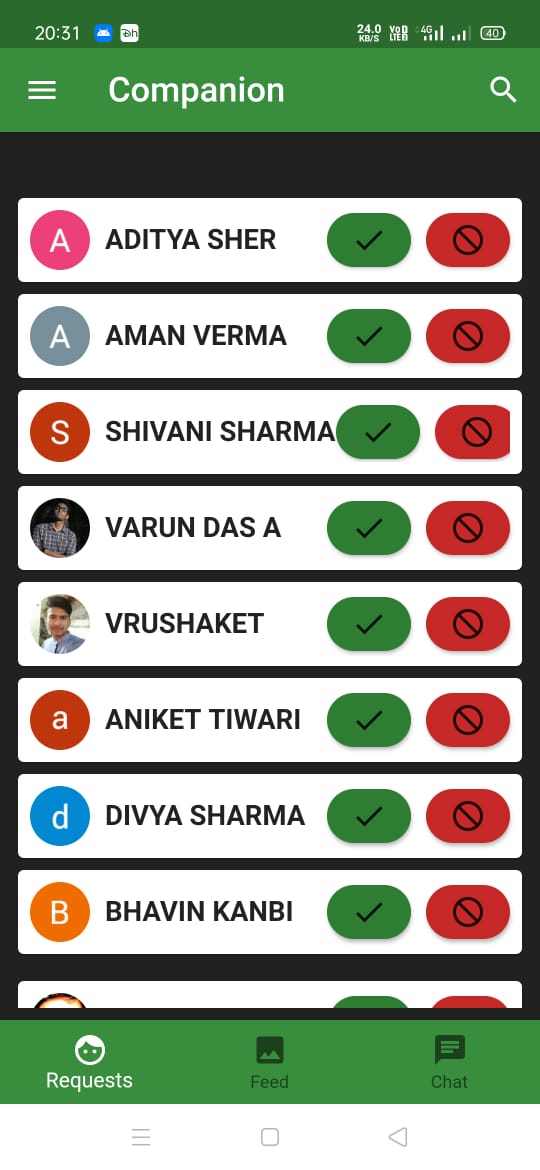 20:31 Dh 24.0 KB/S Vo LTE 4G 40
Companion
A ADITYA SHER
A AMAN VERMA
S SHIVANI SHARMA
VARUN DAS A
VRUSHAKET
a ANIKET TIWARI
d DIVYA SHARMA
B BHAVIN KANBI
Requests Feed Chat